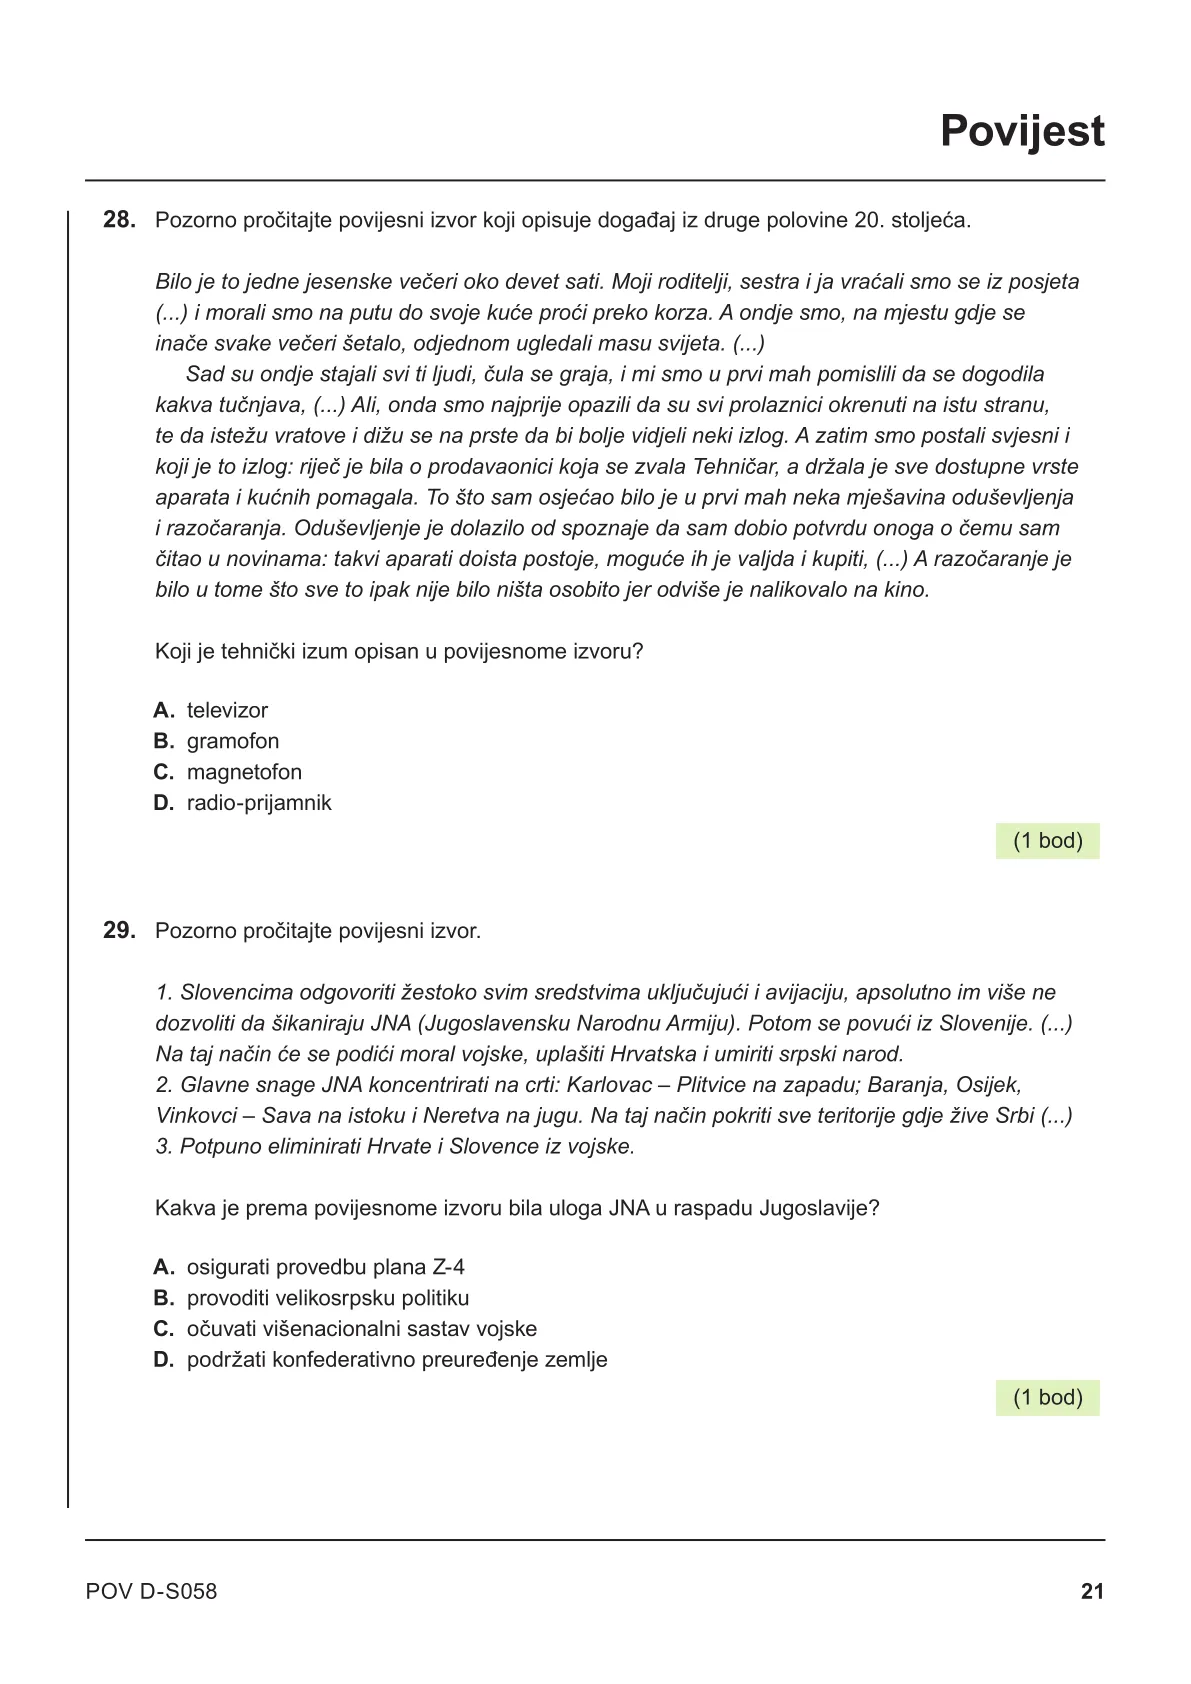 Povijest
28. Pozorno pročitajte povijesni izvor koji opisuje događaj iz druge polovine 20. stoljeća.
Bilo je to jedne jesenske večeri oko devet sati. Moji roditelji, sestra i ja vraćali smo se iz posjeta
(...) i morali smo na putu do svoje kuće proći preko korza. A ondje smo, na mjestu gdje se
inače svake večeri šetalo, odjednom ugledali masu svijeta. (...)
Sad su ondje stajali svi ti ljudi, čula se graja, i mi smo u prvi mah pomislili da se dogodila
kakva tučnjava, (...) Ali, onda smo najprije opazili da su svi prolaznici okrenuti na istu stranu,
te da istežu vratove i dižu se na prste da bi bolje vidjeli neki izlog. A zatim smo postali svjesni i
koji je to izlog: riječ je bila o prodavaonici koja se zvala Tehničar, a držala je sve dostupne vrste
aparata i kućnih pomagala. To što sam osjećao bilo je u prvi mah neka mješavina oduševljenja
i razočaranja. Oduševljenje je dolazilo od spoznaje da sam dobio potvrdu onoga o čemu sam
čitao u novinama: takvi aparati doista postoje, moguće ih je valjda i kupiti, (...) A razočaranje je
bilo u tome što sve to ipak nije bilo ništa osobito jer odviše je nalikovalo na kino.
Koji je tehnički izum opisan u povijesnome izvoru?
A. televizor
B. gramofon
C. magnetofon
D. radio-prijamnik
(1 bod)
29. Pozorno pročitajte povijesni izvor.
1. Slovencima odgovoriti žestoko svim sredstvima uključujući i avijaciju, apsolutno im više ne
dozvoliti da šikaniraju JNA (Jugoslavensku Narodnu Armiju). Potom se povući iz Slovenije. (...)
Na taj način će se podići moral vojske, uplašiti Hrvatska i umiriti srpski narod.
2. Glavne snage JNA koncentrirati na crti: Karlovac – Plitvice na zapadu; Baranja, Osijek,
Vinkovci – Sava na istoku i Neretva na jugu. Na taj način pokriti sve teritorije gdje žive Srbi (...)
3. Potpuno eliminirati Hrvate i Slovence iz vojske.
Kakva je prema povijesnome izvoru bila uloga JNA u raspadu Jugoslavije?
A. osigurati provedbu plana Z-4
B. provoditi velikosrpsku politiku
C. očuvati višenacionalni sastav vojske
D. podržati konfederativno preuređenje zemlje
(1 bod)
POV D-S058
21